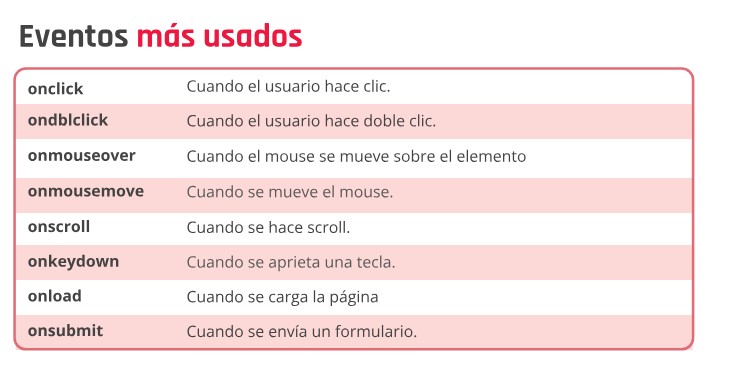 Eventos más usados
onclick Cuando el usuario hace clic.
ondblclick Cuando el usuario hace doble clic.
onmouseover Cuando el mouse se mueve sobre el elemento
onmousemove Cuando se mueve el mouse.
onscroll Cuando se hace scroll.
onkeydown Cuando se aprieta una tecla.
onload Cuando se carga la página
onsubmit Cuando se envía un formulario.